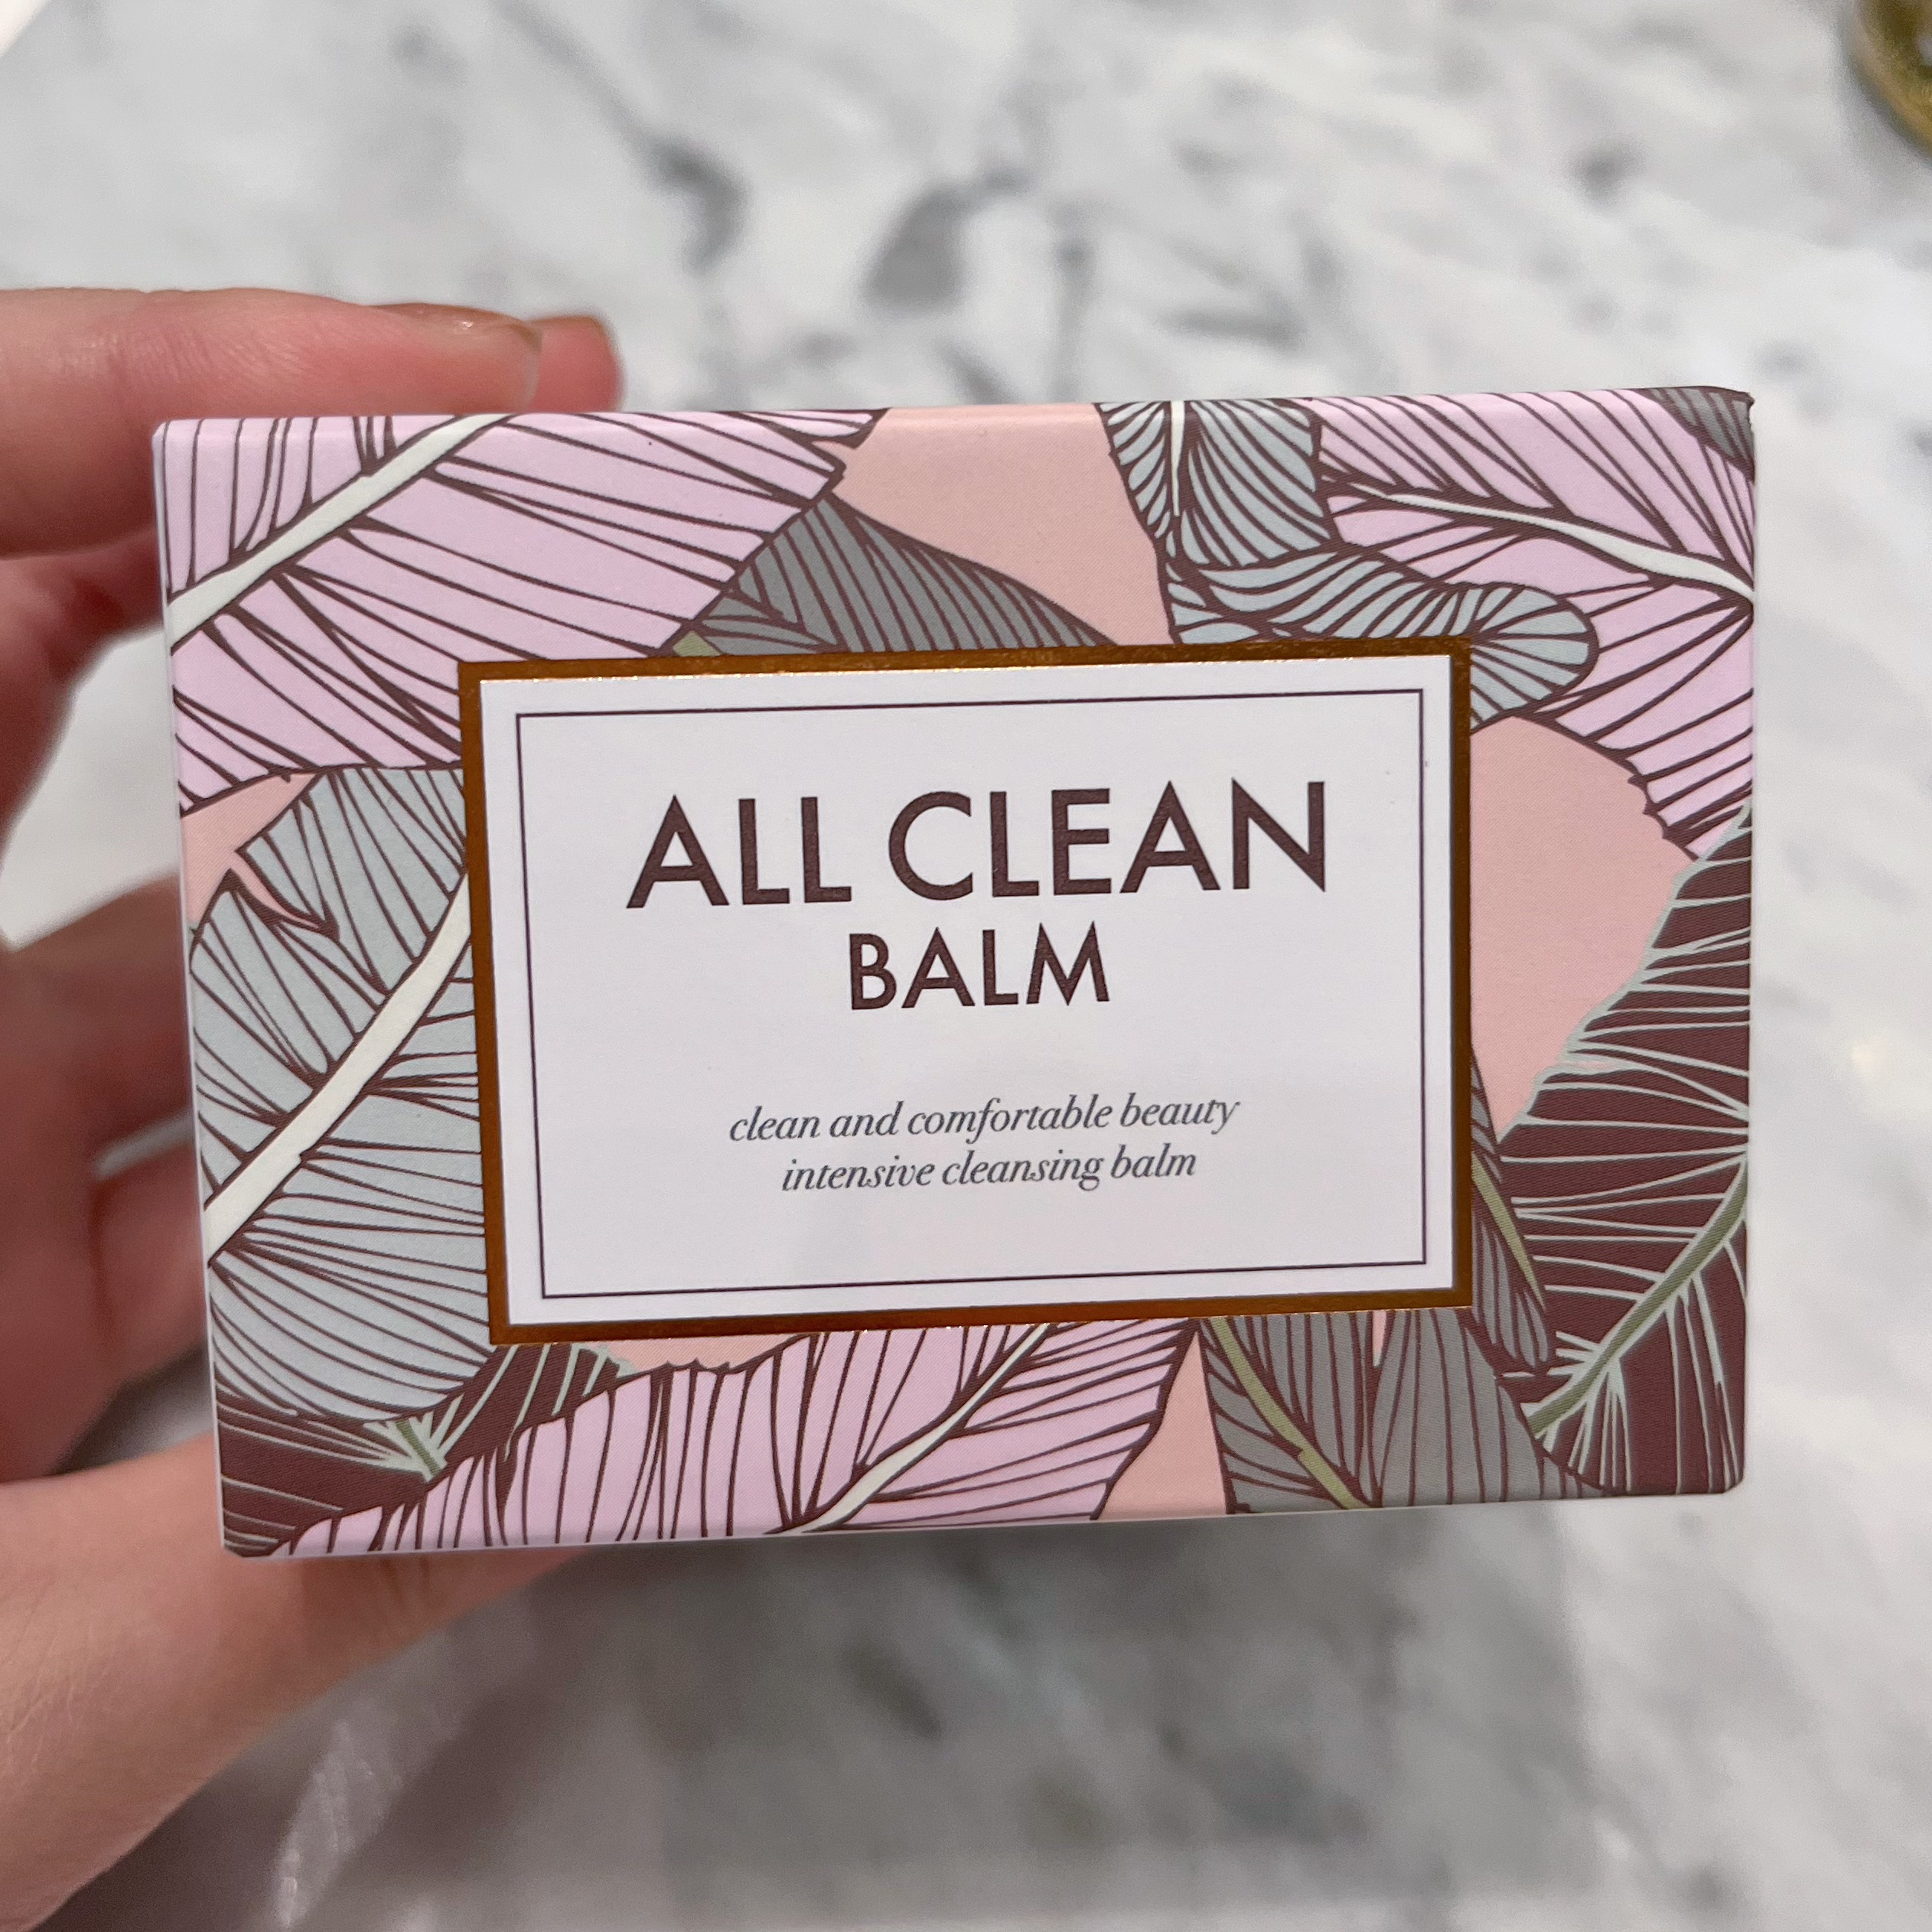 ALL CLEAN
BALM
clean and comfortable beauty
intensive cleansing balm